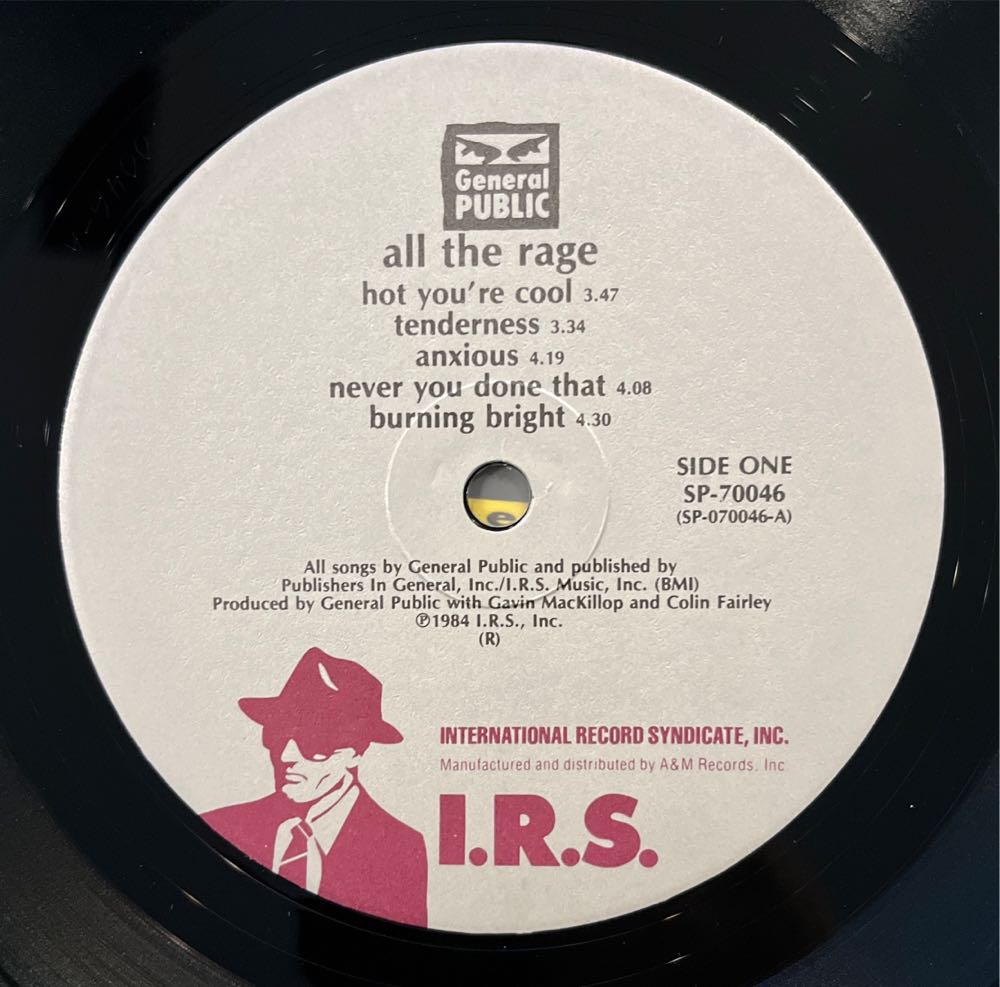 General
PUBLIC
all the rage
hot you're cool 3.47
tenderness 3.34
anxious 4.19
never you done that 4.08
burning bright 4.30
SIDE ONE
SP-70046
(SP-070046-A)
e
All songs by General Public and published by
Publishers In General, Inc./I.R.S. Music, Inc. (BMI)
Produced by General Public with Gavin MacKillop and Colin Fairley
℗1984 I.R.S., Inc.
(R)
INTERNATIONAL RECORD SYNDICATE, INC.
Manufactured and distributed by A&M Records, Inc
I.R.S.